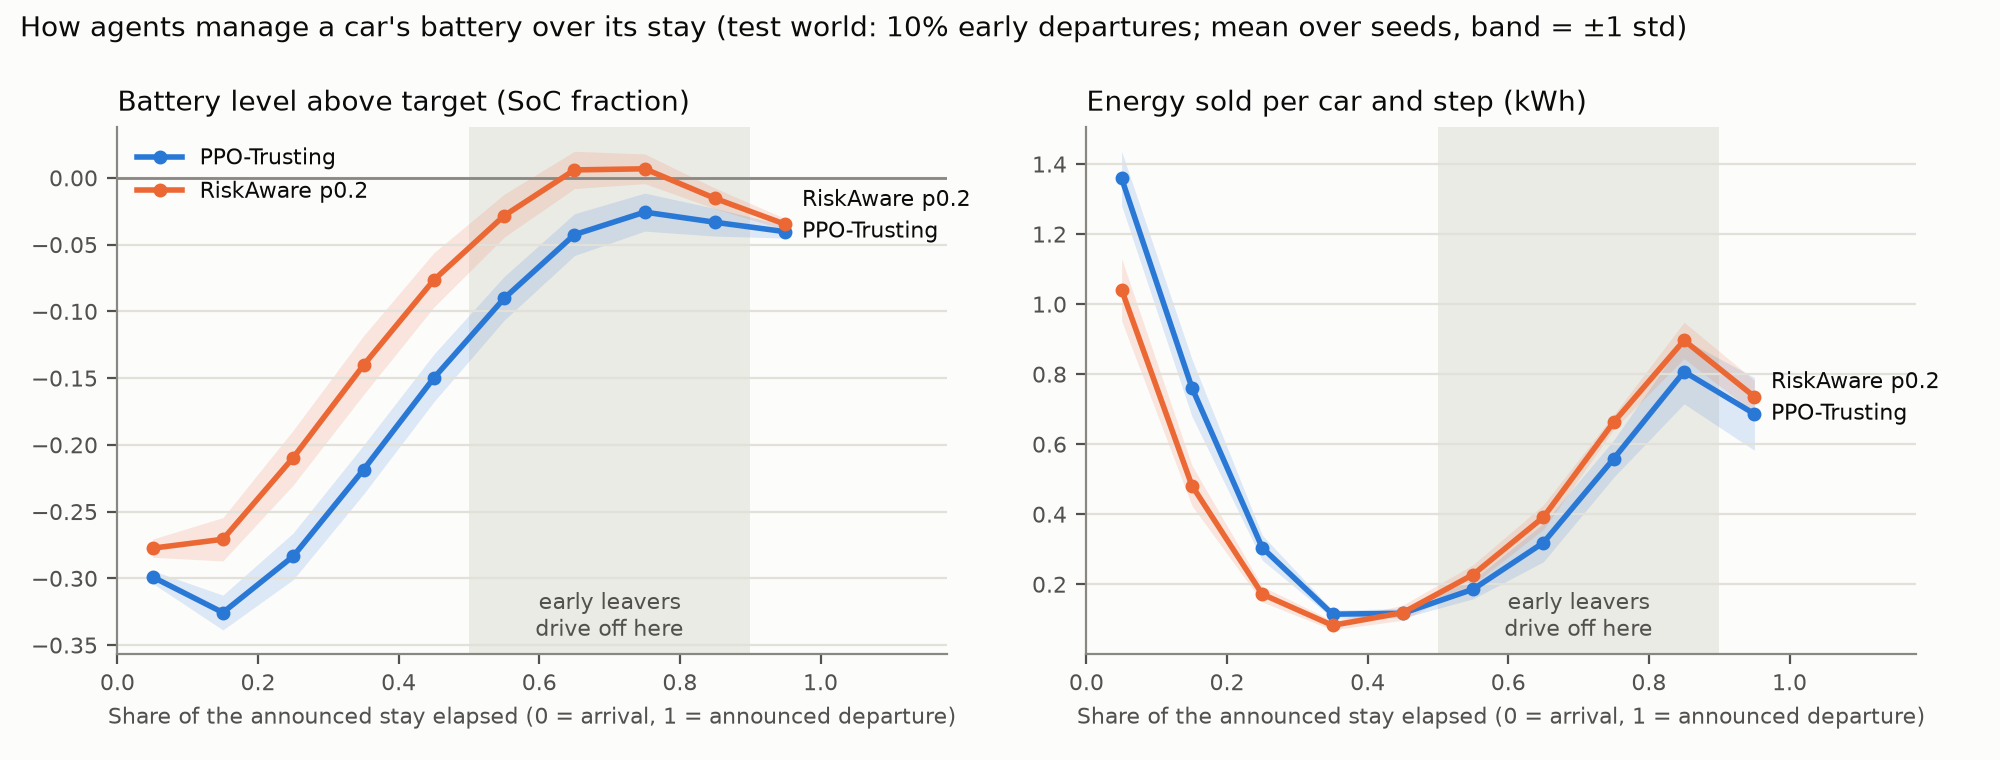 How agents manage a car's battery over its stay (test world: 10% early departures; mean over seeds, band = ±1 std)
Battery level above target (SoC fraction)
PPO-Trusting
RiskAware p0.2
0.00
−0.05
−0.10
−0.15
−0.20
−0.25
−0.30
−0.35
RiskAware p0.2
PPO-Trusting
early leavers
drive off here
0.0 0.2 0.4 0.6 0.8 1.0
Share of the announced stay elapsed (0 = arrival, 1 = announced departure)
Energy sold per car and step (kWh)
1.4
1.2
1.0
0.8
0.6
0.4
0.2
RiskAware p0.2
PPO-Trusting
early leavers
drive off here
0.0 0.2 0.4 0.6 0.8 1.0
Share of the announced stay elapsed (0 = arrival, 1 = announced departure)